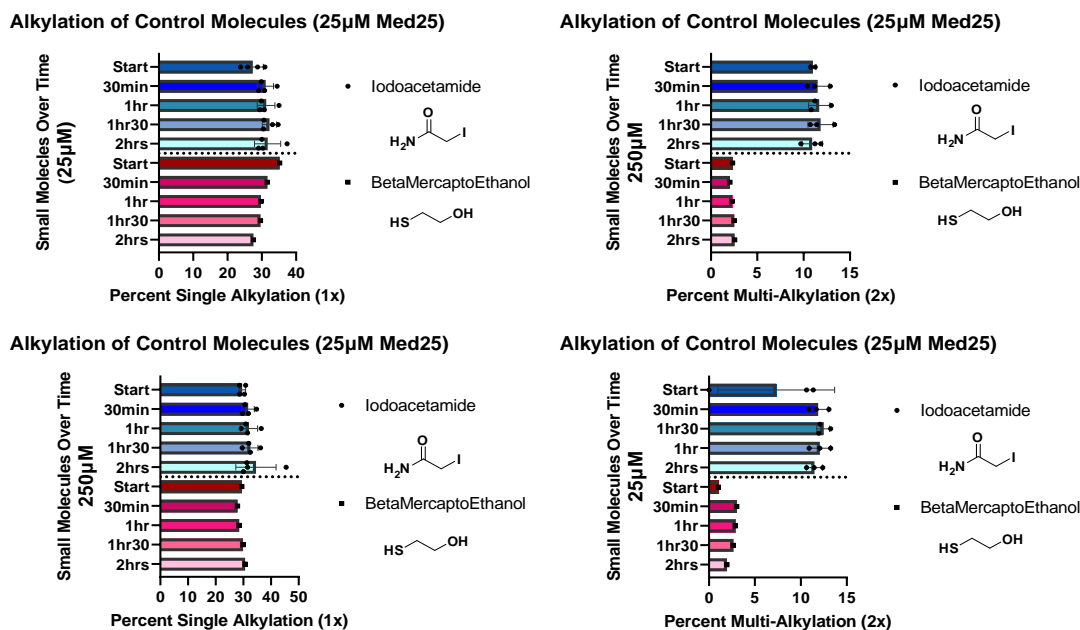 Alkylation of Control Molecules (25µM Med25)
Small Molecules Over Time
(25µM)
Start
30min
1hr
1hr30
2hrs
Start
30min
1hr
1hr30
2hrs
0 10 20 30 40
Percent Single Alkylation (1x)
Iodoacetamide
O
H2N
I
BetaMercaptoEthanol
HS
OH
Alkylation of Control Molecules (25µM Med25)
Small Molecules Over Time
250µM
Start
30min
1hr
1hr30
2hrs
Start
30min
1hr
1hr30
2hrs
0 5 10 15
Percent Multi-Alkylation (2x)
Iodoacetamide
O
H2N
I
BetaMercaptoEthanol
HS
OH
Alkylation of Control Molecules (25µM Med25)
Small Molecules Over Time
250µM
Start
30min
1hr
1hr30
2hrs
Start
30min
1hr
1hr30
2hrs
0 10 20 30 40 50
Percent Single Alkylation (1x)
Iodoacetamide
O
H2N
I
BetaMercaptoEthanol
HS
OH
Alkylation of Control Molecules (25µM Med25)
Small Molecules Over Time
25µM
Start
30min
1hr30
1hr
2hrs
Start
30min
1hr
1hr30
2hrs
0 5 10 15
Percent Multi-Alkylation (2x)
Iodoacetamide
O
H2N
I
BetaMercaptoEthanol
HS
OH